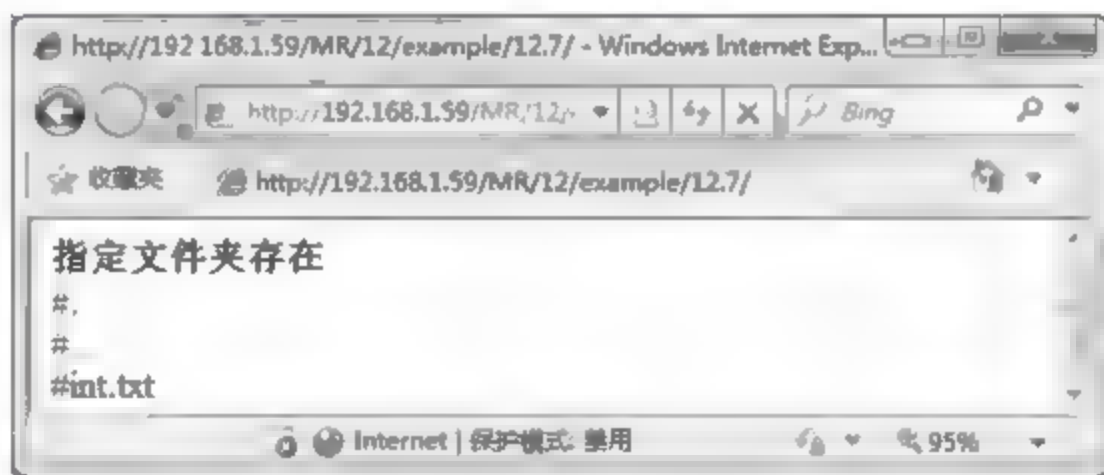 http://192 168.1.59/MR/12/example/12.7/ - Windows Internet Exp...
http://192.168.1.59/MR/12/
Bing
收藏夹
http://192.168.1.59/MR/12/example/12.7/
指定文件夹存在
#.
#
#int.txt
Internet | 保护模式: 禁用
95%